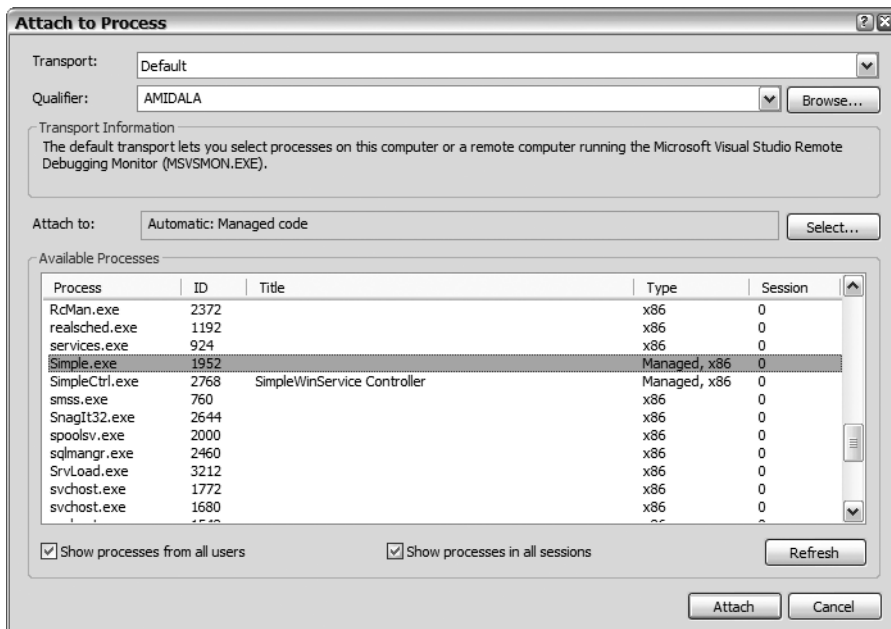 Attach to Process
Transport: Default
Qualifier: AMIDALA Browse...
Transport Information
The default transport lets you select processes on this computer or a remote computer running the Microsoft Visual Studio Remote
Debugging Monitor (MSVSMON.EXE).
Attach to: Automatic: Managed code Select...
Available Processes
Process ID Title Type Session
RcMan.exe 2372 x86 0
realsched.exe 1192 x86 0
services.exe 924 x86 0
Simple.exe 1952 Managed, x86 0
SimpleCtrl.exe 2768 SimpleWinService Controller Managed, x86 0
smss.exe 760 x86 0
SnagIt32.exe 2644 x86 0
spoolsv.exe 2000 x86 0
sqlmangr.exe 2460 x86 0
SrvLoad.exe 3212 x86 0
svchost.exe 1772 x86 0
svchost.exe 1680 x86 0
Show processes from all users Show processes in all sessions Refresh
Attach Cancel